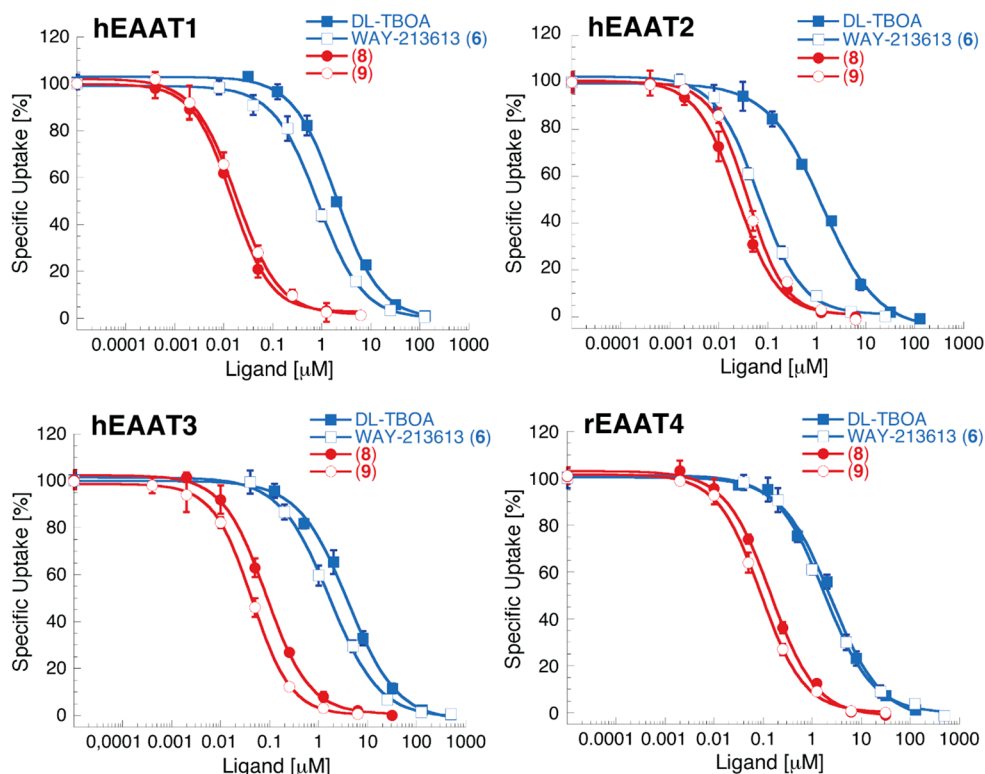 hEAAT1
DL-TBOA
WAY-213613 (6)
(8)
(9)
120
100
80
60
40
20
0
Specific Uptake [%]
0.0001 0.001 0.01 0.1 1 10 100 1000
Ligand [μM]
hEAAT2
DL-TBOA
WAY-213613 (6)
(8)
(9)
120
100
80
60
40
20
0
Specific Uptake [%]
0.0001 0.001 0.01 0.1 1 10 100 1000
Ligand [μM]
hEAAT3
DL-TBOA
WAY-213613 (6)
(8)
(9)
120
100
80
60
40
20
0
Specific Uptake [%]
0.0001 0.001 0.01 0.1 1 10 100 1000
Ligand [μM]
rEAAT4
DL-TBOA
WAY-213613 (6)
(8)
(9)
120
100
80
60
40
20
0
Specific Uptake [%]
0.0001 0.001 0.01 0.1 1 10 100 1000
Ligand [μM]